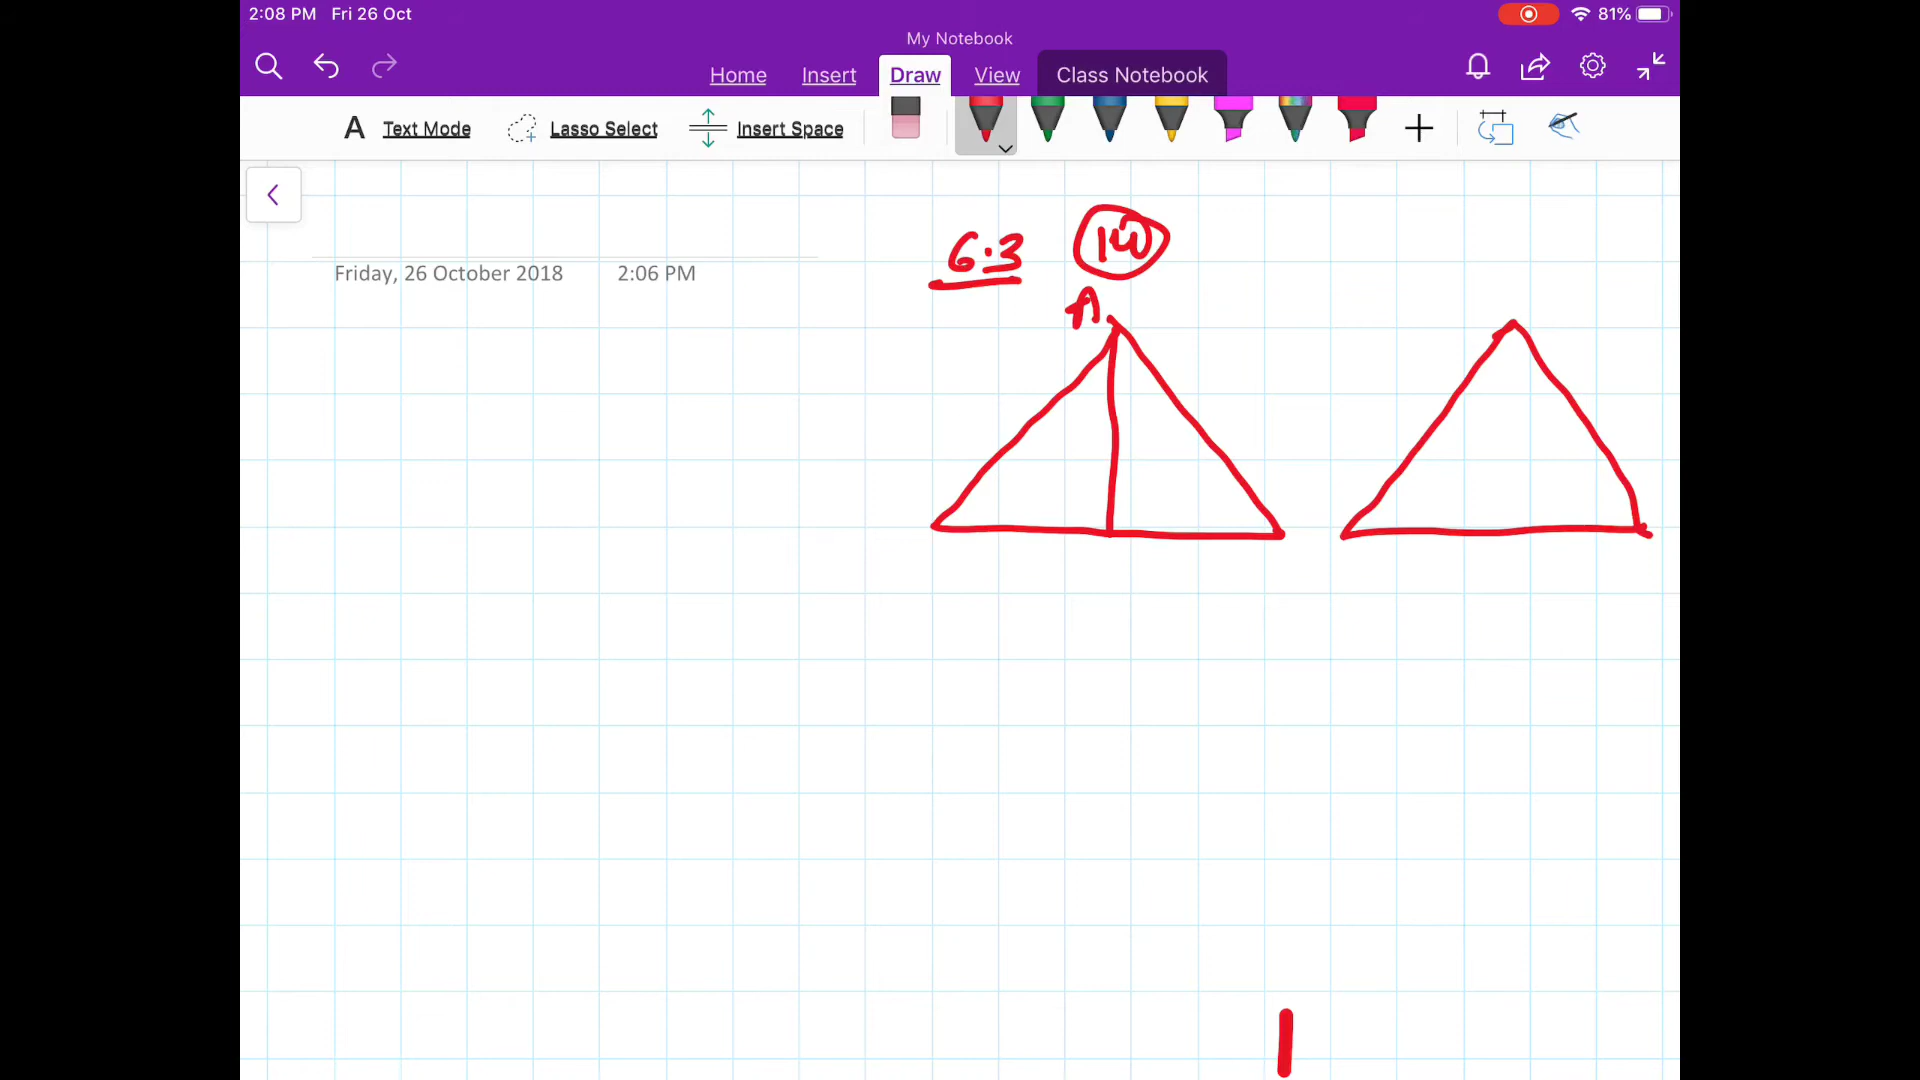 2:08 PM Fri 26 Oct 81%
My Notebook
Home Insert Draw View Class Notebook
A Text Mode Lasso Select Insert Space
6.3 14
Friday, 26 October 2018 2:06 PM
A